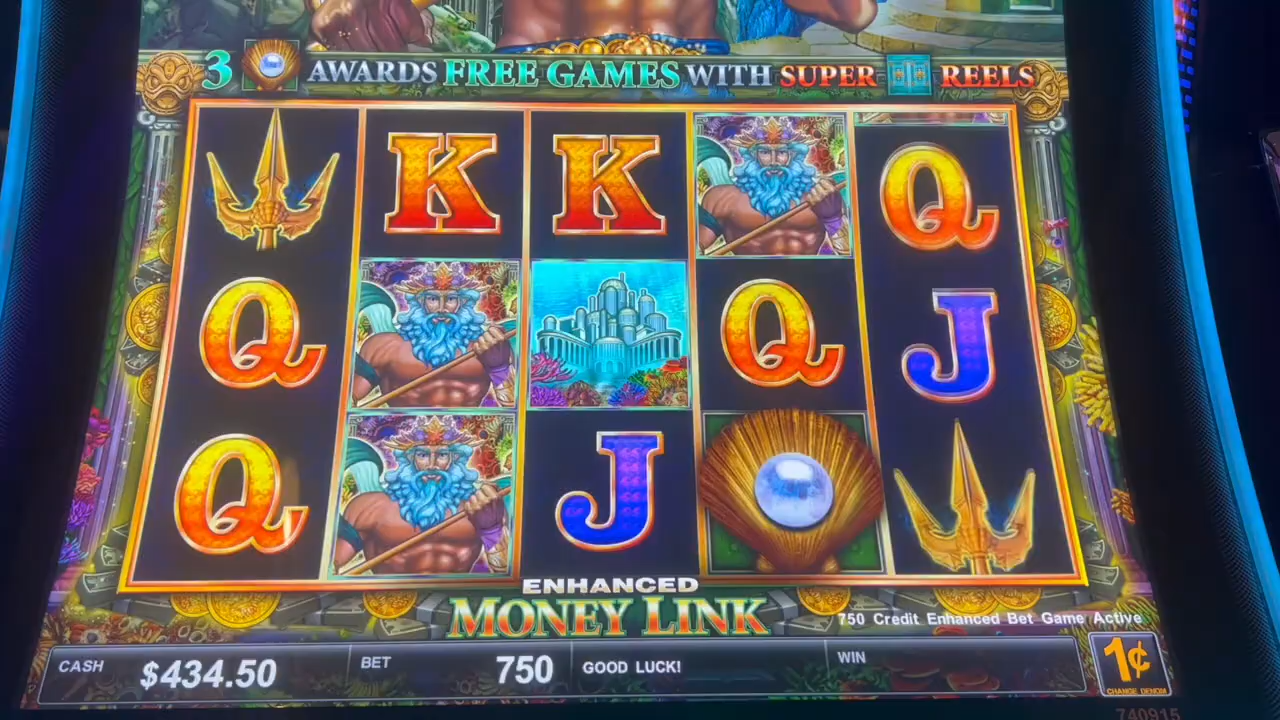 3 AWARDS FREE GAMES WITH SUPER REELS
K K Q
Q Q J
Q J
ENHANCED
MONEY LINK
750 Credit Enhanced Bet Game Active
CASH $434.50 BET 750 GOOD LUCK! WIN 1¢
CHANGE DENOM
740915